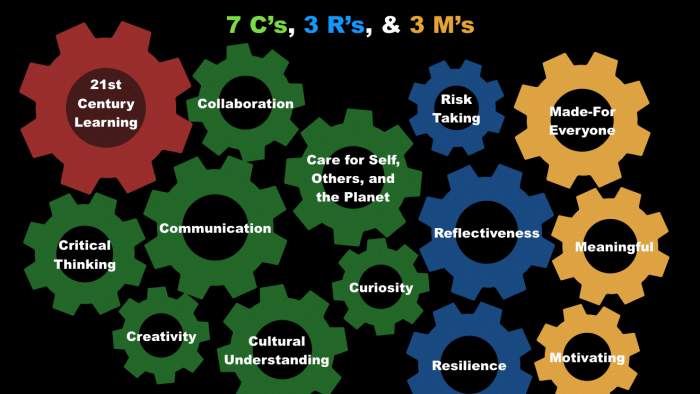 7 C's, 3 R's, & 3 M's
21st
Century
Learning
Collaboration
Risk
Taking
Made-For
Everyone
Care for Self,
Others, and
the Planet
Communication
Reflectiveness
Critical
Thinking
Meaningful
Curiosity
Creativity
Cultural
Understanding
Resilience
Motivating